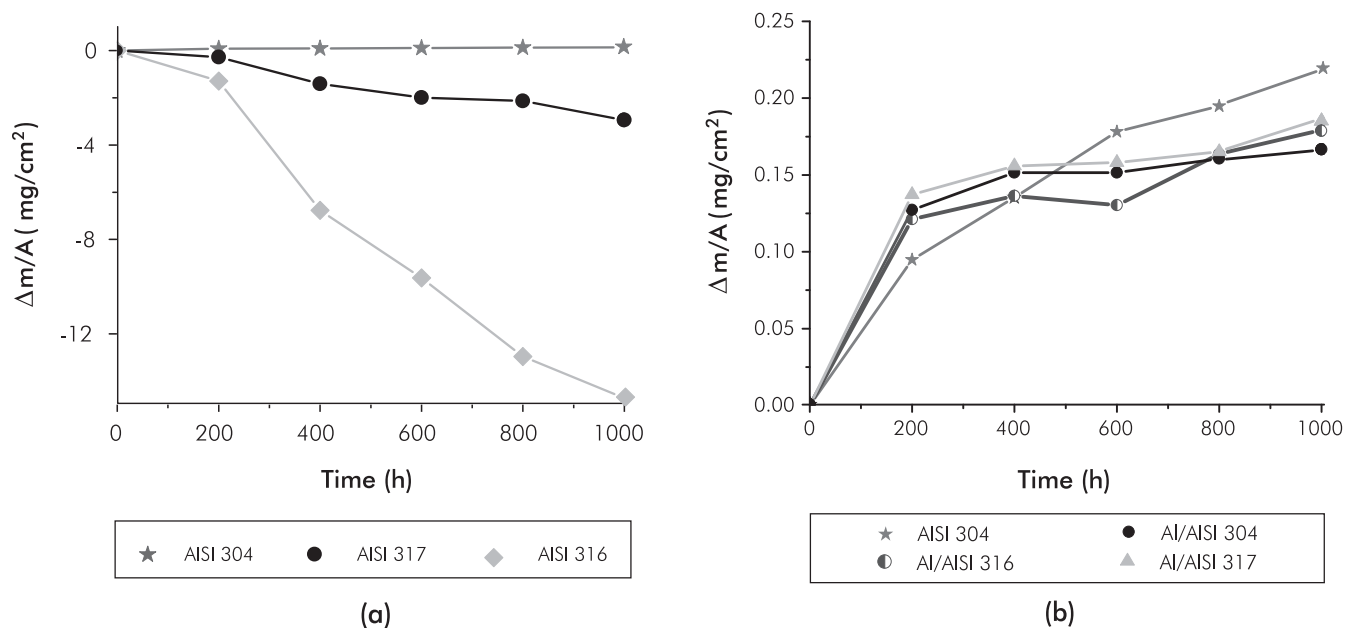 0
-4
-8
-12
Δm/A ( mg/cm²)
0 200 400 600 800 1000
Time (h)
AISI 304 AISI 317 AISI 316
(a)
0.25
0.20
0.15
0.10
0.05
0.00
Δm/A (mg/cm²)
0 200 400 600 800 1000
Time (h)
AISI 304 Al/AISI 304
Al/AISI 316 Al/AISI 317
(b)